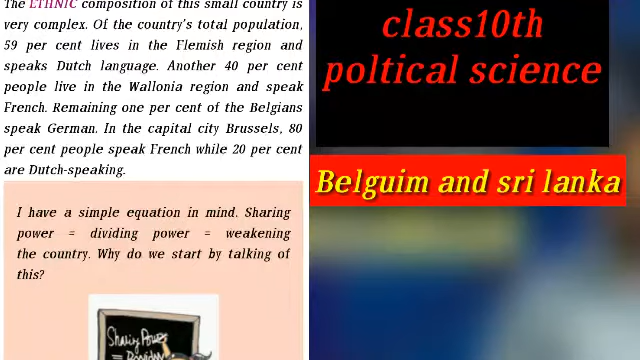 The ETHNIC composition of this small country is
very complex. Of the country's total population,
59 per cent lives in the Flemish region and
speaks Dutch language. Another 40 per cent
people live in the Wallonia region and speak
French. Remaining one per cent of the Belgians
speak German. In the capital city Brussels, 80
per cent people speak French while 20 per cent
are Dutch-speaking.
I have a simple equation in mind. Sharing
power = dividing power = weakening
the country. Why do we start by talking of
this?
Sharing Power
=
class10th
poltical science
Belguim and sri lanka